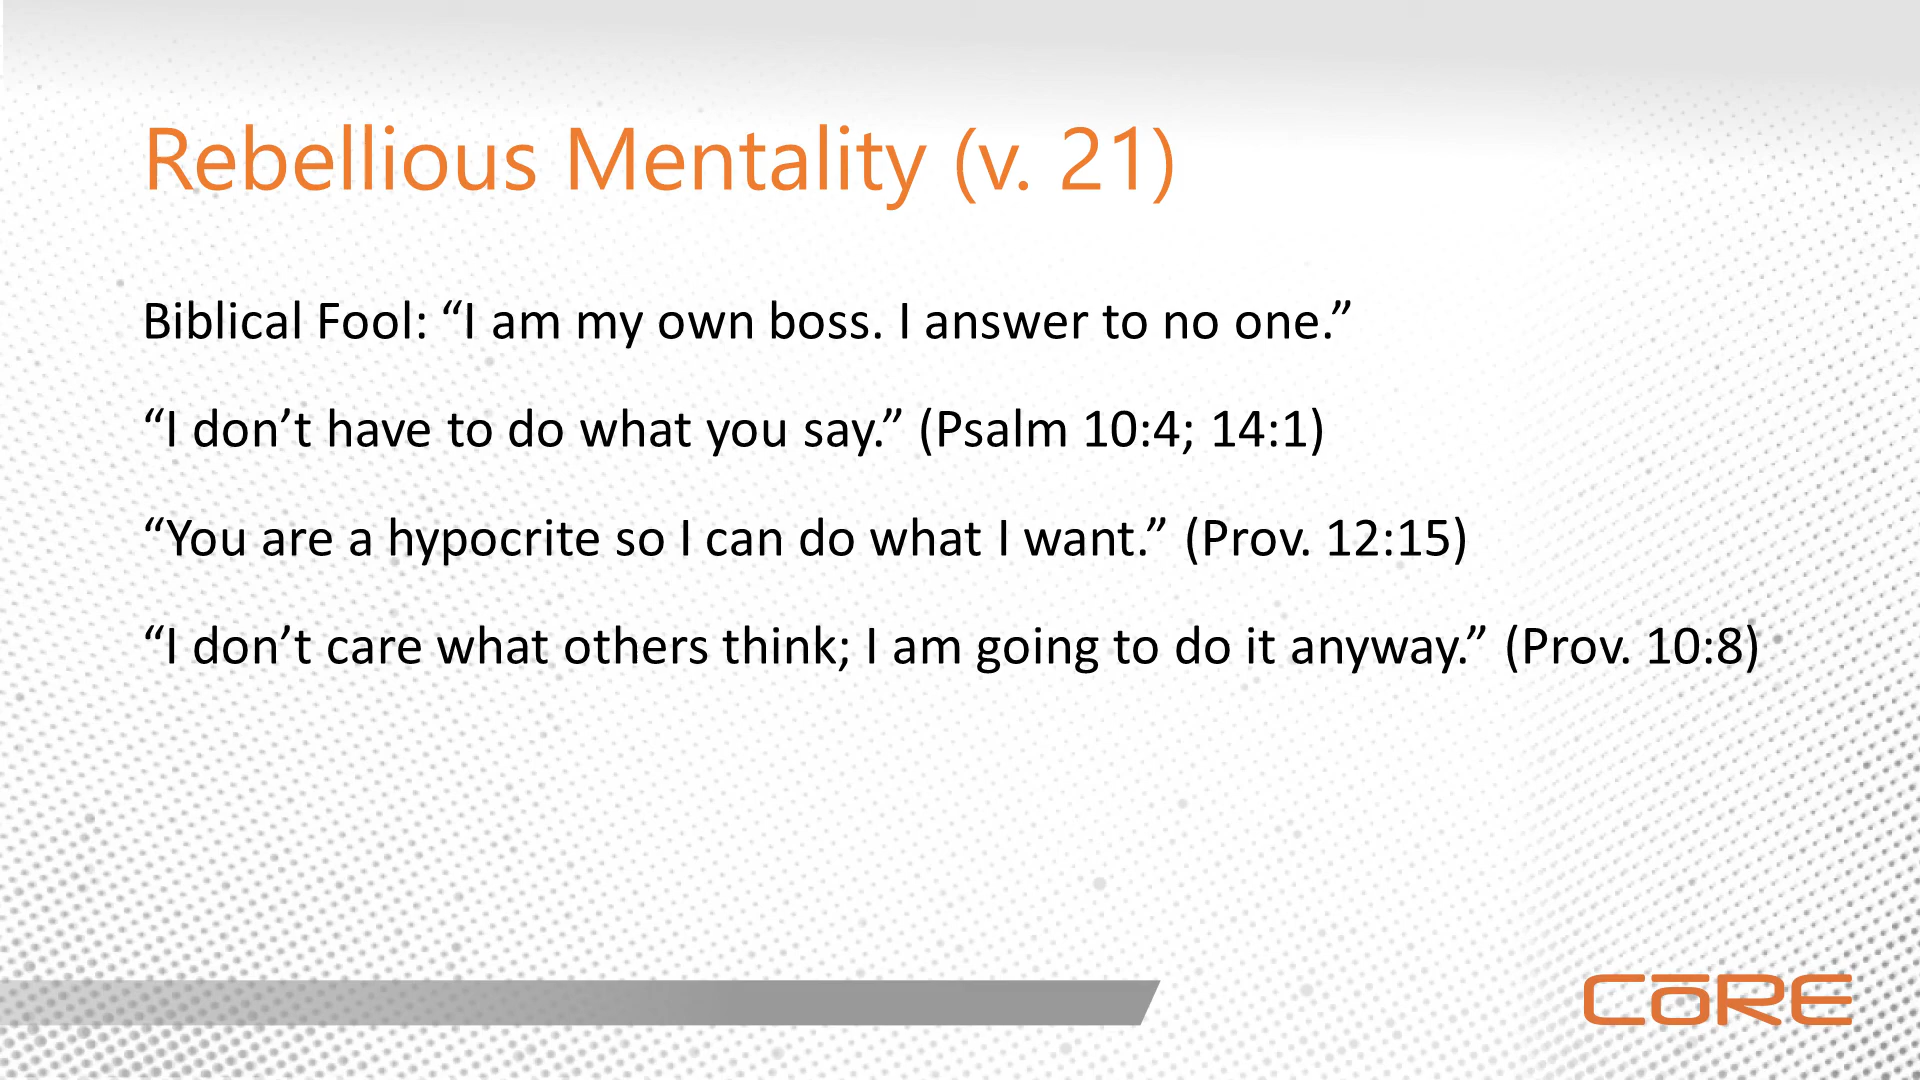 Rebellious Mentality (v. 21)
Biblical Fool: “I am my own boss. I answer to no one.”
“I don’t have to do what you say.” (Psalm 10:4; 14:1)
“You are a hypocrite so I can do what I want.” (Prov. 12:15)
“I don’t care what others think; I am going to do it anyway.” (Prov. 10:8)
CōRE